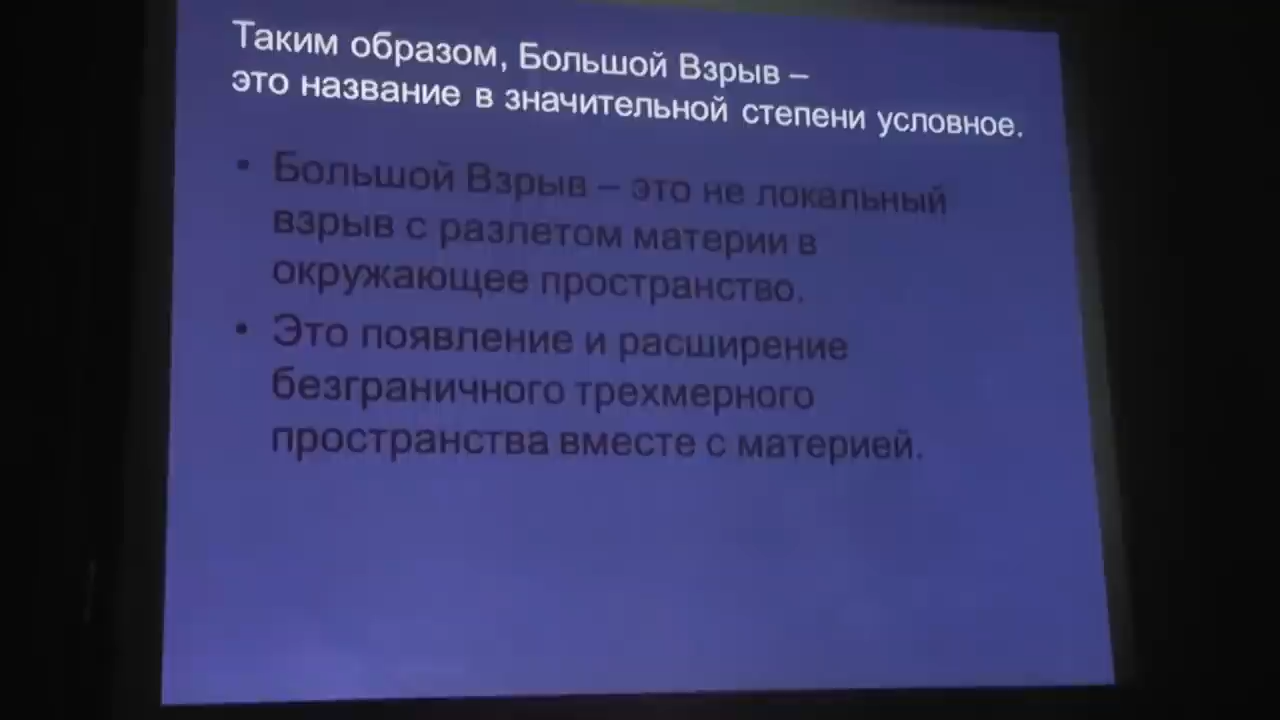 Таким образом, Большой Взрыв –
это название в значительной степени условное.
• Большой Взрыв – это не локальный
взрыв с разлетом материи в
окружающее пространство.
• Это появление и расширение
безграничного трехмерного
пространства вместе с материей.